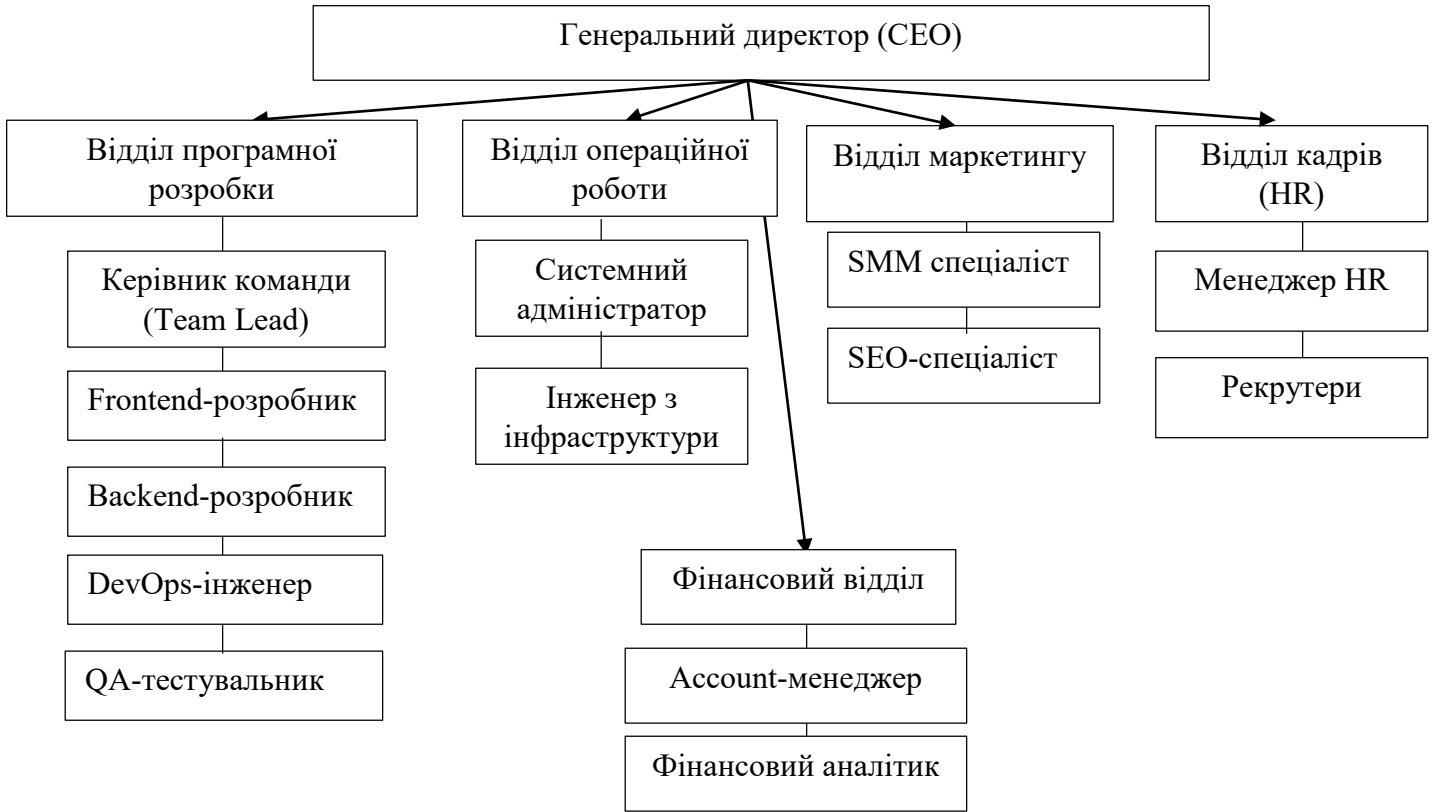 Генеральний директор (CEO)
Відділ програмної
розробки
Відділ операційної
роботи
Відділ маркетингу
Відділ кадрів
(HR)
Керівник команди
(Team Lead)
Frontend-розробник
Backend-розробник
DevOps-інженер
QA-тестувальник
Системний
адміністратор
Інженер з
інфраструктури
SMM спеціаліст
SEO-спеціаліст
Менеджер HR
Рекрутери
Фінансовий відділ
Account-менеджер
Фінансовий аналітик